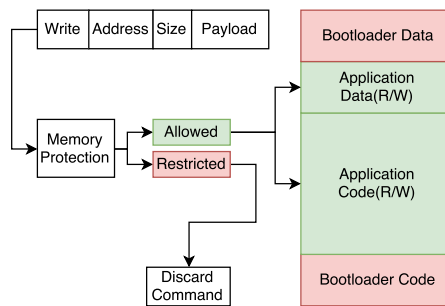 Write Address Size Payload
Memory
Protection
Allowed
Restricted
Discard
Command
Bootloader Data
Application
Data(R/W)
Application
Code(R/W)
Bootloader Code